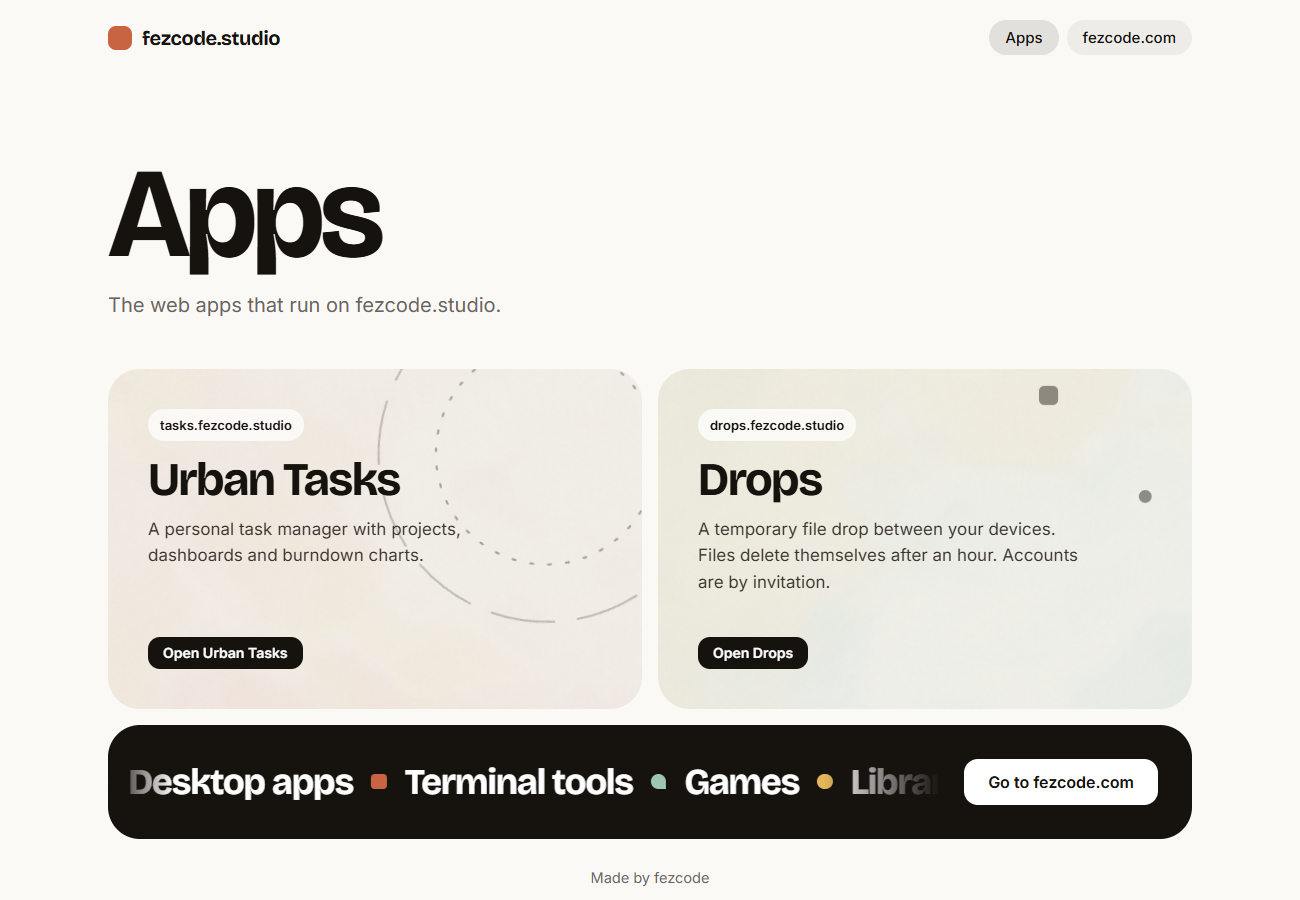 fezcode.studio
Apps
fezcode.com
Apps
The web apps that run on fezcode.studio.
tasks.fezcode.studio
Urban Tasks
A personal task manager with projects,
dashboards and burndown charts.
Open Urban Tasks
drops.fezcode.studio
Drops
A temporary file drop between your devices.
Files delete themselves after an hour. Accounts
are by invitation.
Open Drops
Desktop apps Terminal tools Games
Go to fezcode.com
Made by fezcode